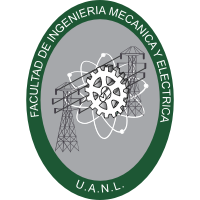 FACULTAD DE INGENIERIA MECANICA Y ELECTRICA
U.A.N.L.